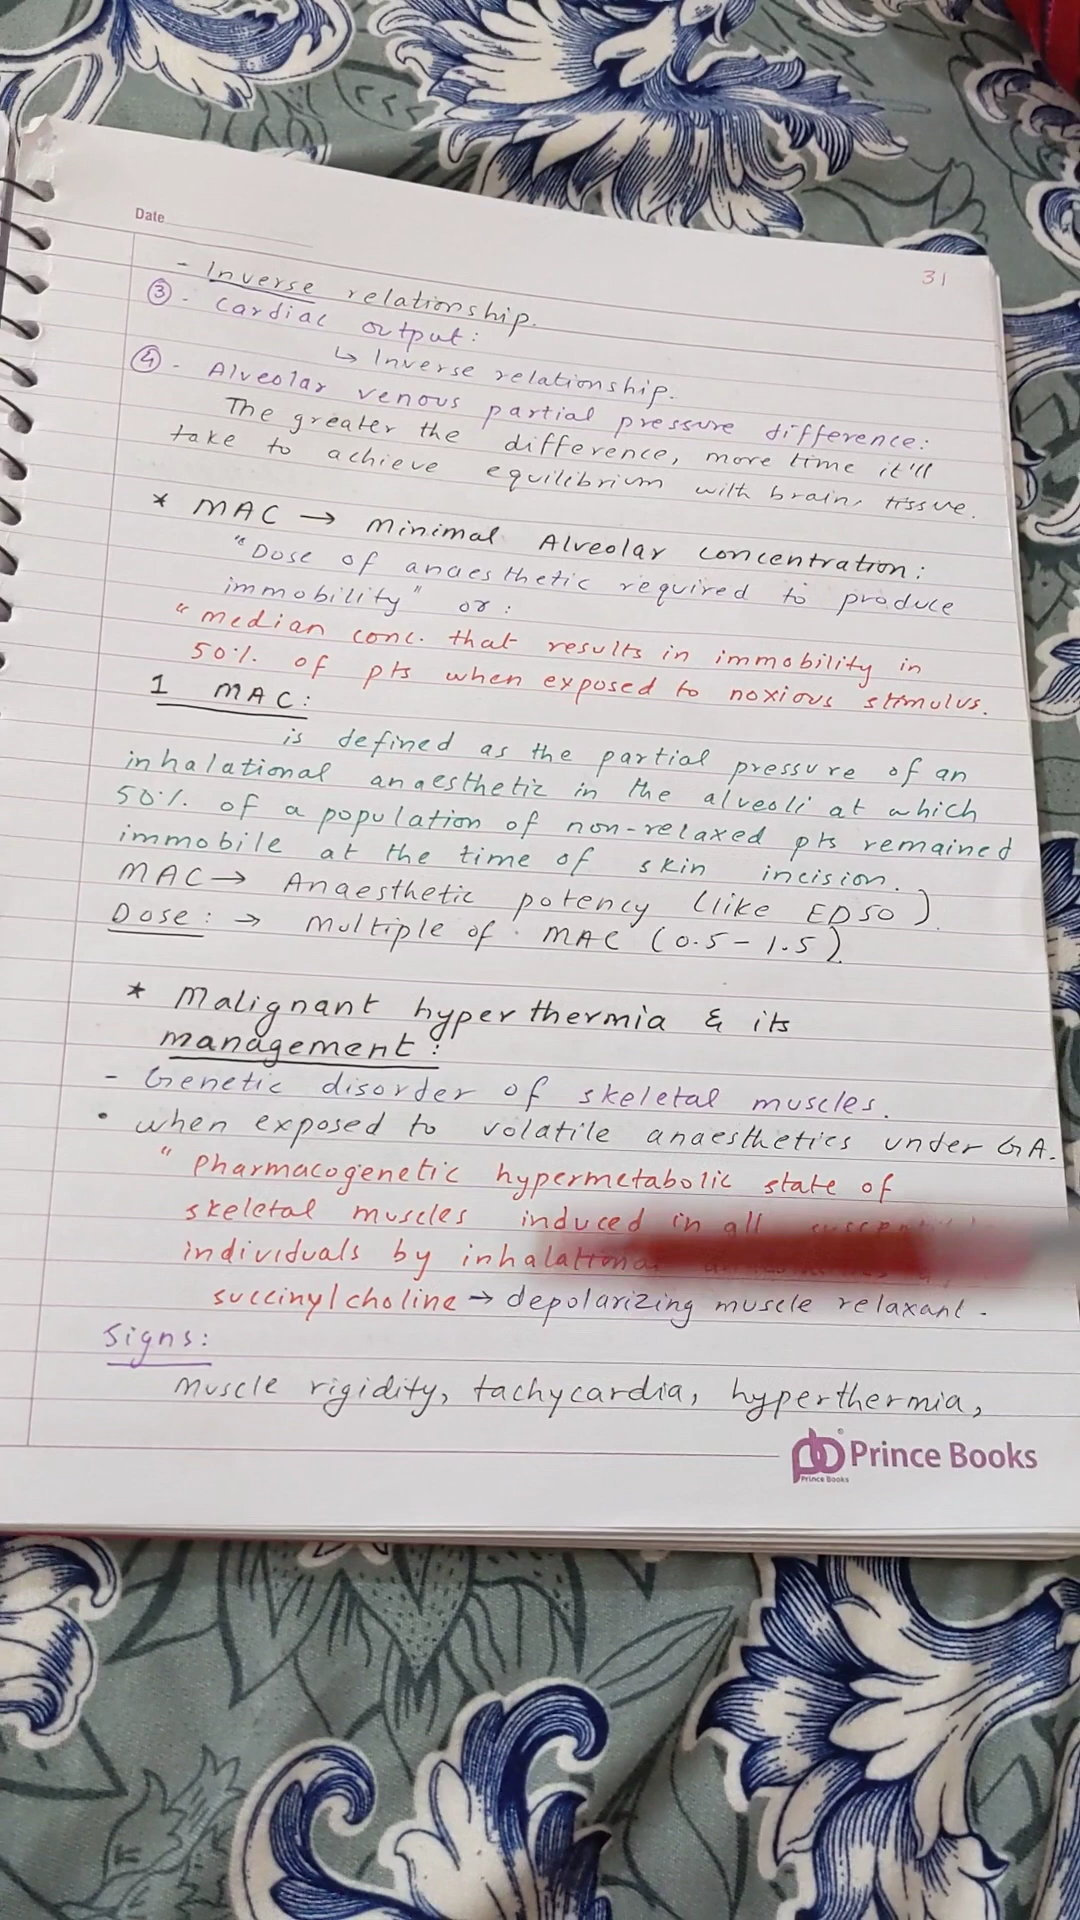 Date
31
- Inverse relationship.
③. Cardiac output:
↳ Inverse relationship.
④. Alveolar venous partial pressure difference:
The greater the difference, more time it'll
take to achieve equilibrium with brain, tissue.
* MAC → Minimal Alveolar concentration:
"Dose of anaesthetic required to produce
immobility" or:
"median conc. that results in immobility in
50%. of pts when exposed to noxious stimulus.
1 MAC:
is defined as the partial pressure of an
inhalational anaesthetic in the alveoli at which
50%. of a population of non-relaxed pts remained
immobile at the time of skin incision.
MAC → Anaesthetic potency (like ED50).
Dose: → Multiple of MAC (0.5-1.5).
* Malignant hyperthermia & its
management:
- Genetic disorder of skeletal muscles.
• when exposed to volatile anaesthetics under GA.
"Pharmacogenetic hypermetabolic state of
skeletal muscles induced in all
individuals by
succinylcholine → depolarizing muscle relaxant.
Signs:
Muscle rigidity, tachycardia, hyperthermia,
pb Prince Books
Prince Books